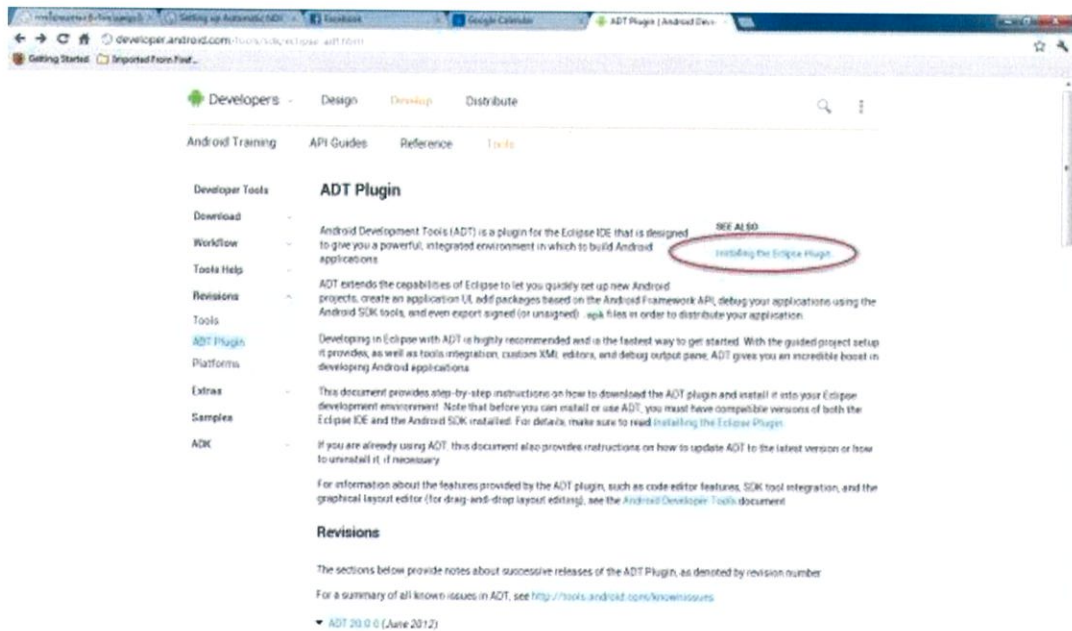 Setting up Automatic NDK
Facebook
Google Calendar
ADT Plugin | Android Deve
developer.android.com/tools/sdk/eclipse-adt.html
Getting Started
Imported From Firef...
Developers
Design
Develop
Distribute
Android Training
API Guides
Reference
Tools
Developer Tools
Download
Workflow
Tools Help
Revisions
Tools
ADT Plugin
Platforms
Extras
Samples
ADK
ADT Plugin
Android Development Tools (ADT) is a plugin for the Eclipse IDE that is designed
to give you a powerful, integrated environment in which to build Android
applications.
SEE ALSO
Installing the Eclipse Plugin
ADT extends the capabilities of Eclipse to let you quickly set up new Android
projects, create an application UI, add packages based on the Android Framework API, debug your applications using the
Android SDK tools, and even export signed (or unsigned) .apk files in order to distribute your application.
Developing in Eclipse with ADT is highly recommended and is the fastest way to get started. With the guided project setup
it provides, as well as tools integration, custom XML editors, and debug output pane, ADT gives you an incredible boost in
developing Android applications.
This document provides step-by-step instructions on how to download the ADT plugin and install it into your Eclipse
development environment. Note that before you can install or use ADT, you must have compatible versions of both the
Eclipse IDE and the Android SDK installed. For details, make sure to read Installing the Eclipse Plugin.
If you are already using ADT, this document also provides instructions on how to update ADT to the latest version or how
to uninstall it, if necessary.
For information about the features provided by the ADT plugin, such as code editor features, SDK tool integration, and the
graphical layout editor (for drag-and-drop layout editing), see the Android Developer Tools document.
Revisions
The sections below provide notes about successive releases of the ADT Plugin, as denoted by revision number.
For a summary of all known issues in ADT, see http://tools.android.com/knownissues.
ADT 20.0.0 (June 2012)